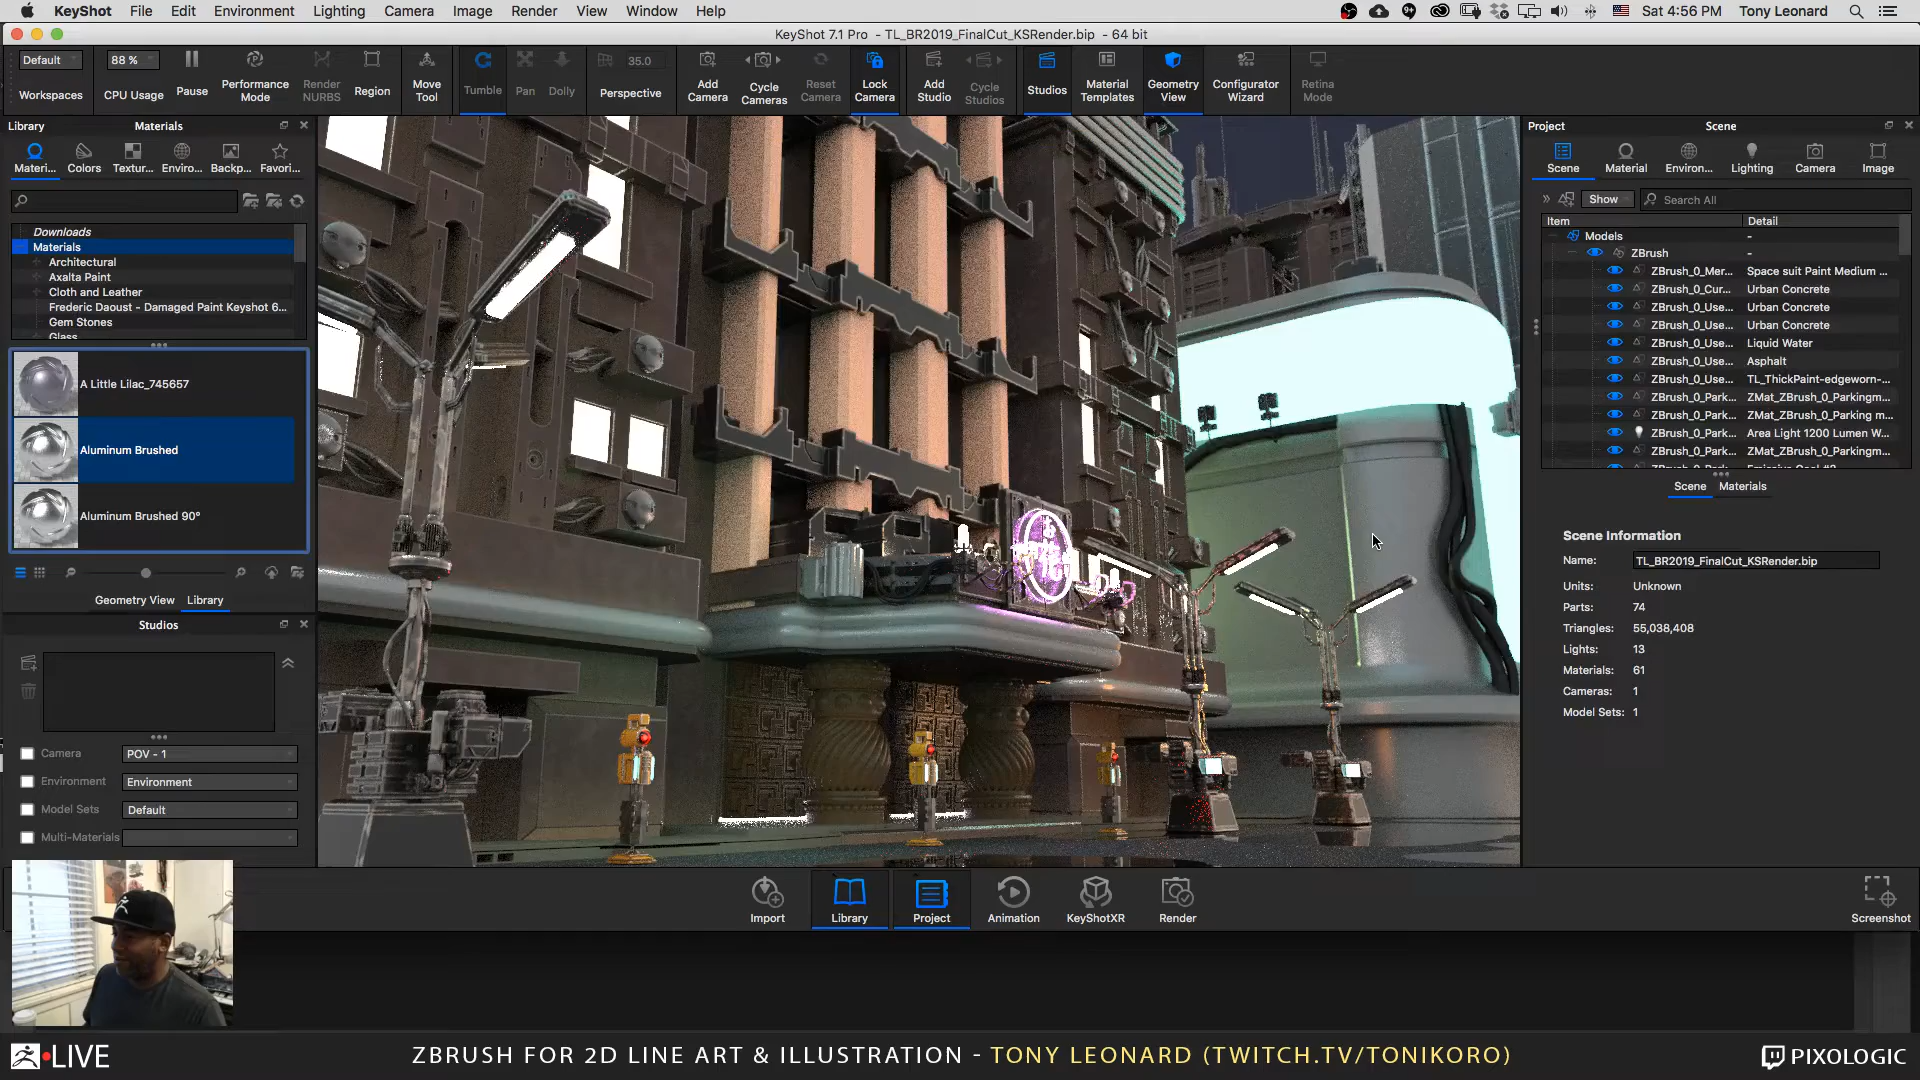 KeyShot File Edit Environment Lighting Camera Image Render View Window Help Sat 4:56 PM Tony Leonard
KeyShot 7.1 Pro - TL_BR2019_FinalCut_KSRender.bip - 64 bit
Default 88 % 35.0
Workspaces CPU Usage Pause Performance Mode Render NURBS Region Move Tool Tumble Pan Dolly Perspective Add Camera Cycle Cameras Reset Camera Lock Camera Add Studio Cycle Studios Studios Material Templates Geometry View Configurator Wizard Retina Mode
Library Materials
Materi... Colors Textur... Enviro... Backp... Favori...
Downloads
Materials
Architectural
Axalta Paint
Cloth and Leather
Frederic Daoust - Damaged Paint Keyshot 6...
Gem Stones
Glass
A Little Lilac_745657
Aluminum Brushed
Aluminum Brushed 90°
Geometry View Library
Studios
Camera POV - 1
Environment Environment
Model Sets Default
Multi-Materials
Project Scene
Scene Material Environ... Lighting Camera Image
Show Search All
Item Detail
Models -
ZBrush -
ZBrush_0_Mer... Space suit Paint Medium ...
ZBrush_0_Cur... Urban Concrete
ZBrush_0_Use... Urban Concrete
ZBrush_0_Use... Urban Concrete
ZBrush_0_Use... Liquid Water
ZBrush_0_Use... Asphalt
ZBrush_0_Use... TL_ThickPaint-edgeworn-...
ZBrush_0_Park... ZMat_ZBrush_0_Parkingm...
ZBrush_0_Park... ZMat_ZBrush_0_Parking m...
ZBrush_0_Park... Area Light 1200 Lumen W...
ZBrush_0_Park... ZMat_ZBrush_0_Parkingm...
Scene Materials
Scene Information
Name: TL_BR2019_FinalCut_KSRender.bip
Units: Unknown
Parts: 74
Triangles: 55,038,408
Lights: 13
Materials: 61
Cameras: 1
Model Sets: 1
Import Library Project Animation KeyShotXR Render Screenshot
LIVE
ZBRUSH FOR 2D LINE ART & ILLUSTRATION - TONY LEONARD (TWITCH.TV/TONIKORO)
PIXOLOGIC